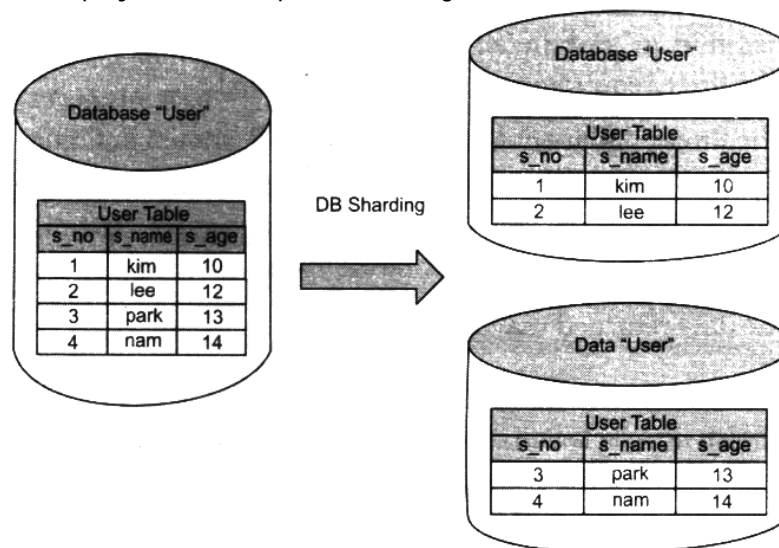 Database "User"
User Table
s_no s_name s_age
1 kim 10
2 lee 12
3 park 13
4 nam 14
DB Sharding
Database "User"
User Table
s_no s_name s_age
1 kim 10
2 lee 12
Data "User"
User Table
s_no s_name s_age
3 park 13
4 nam 14